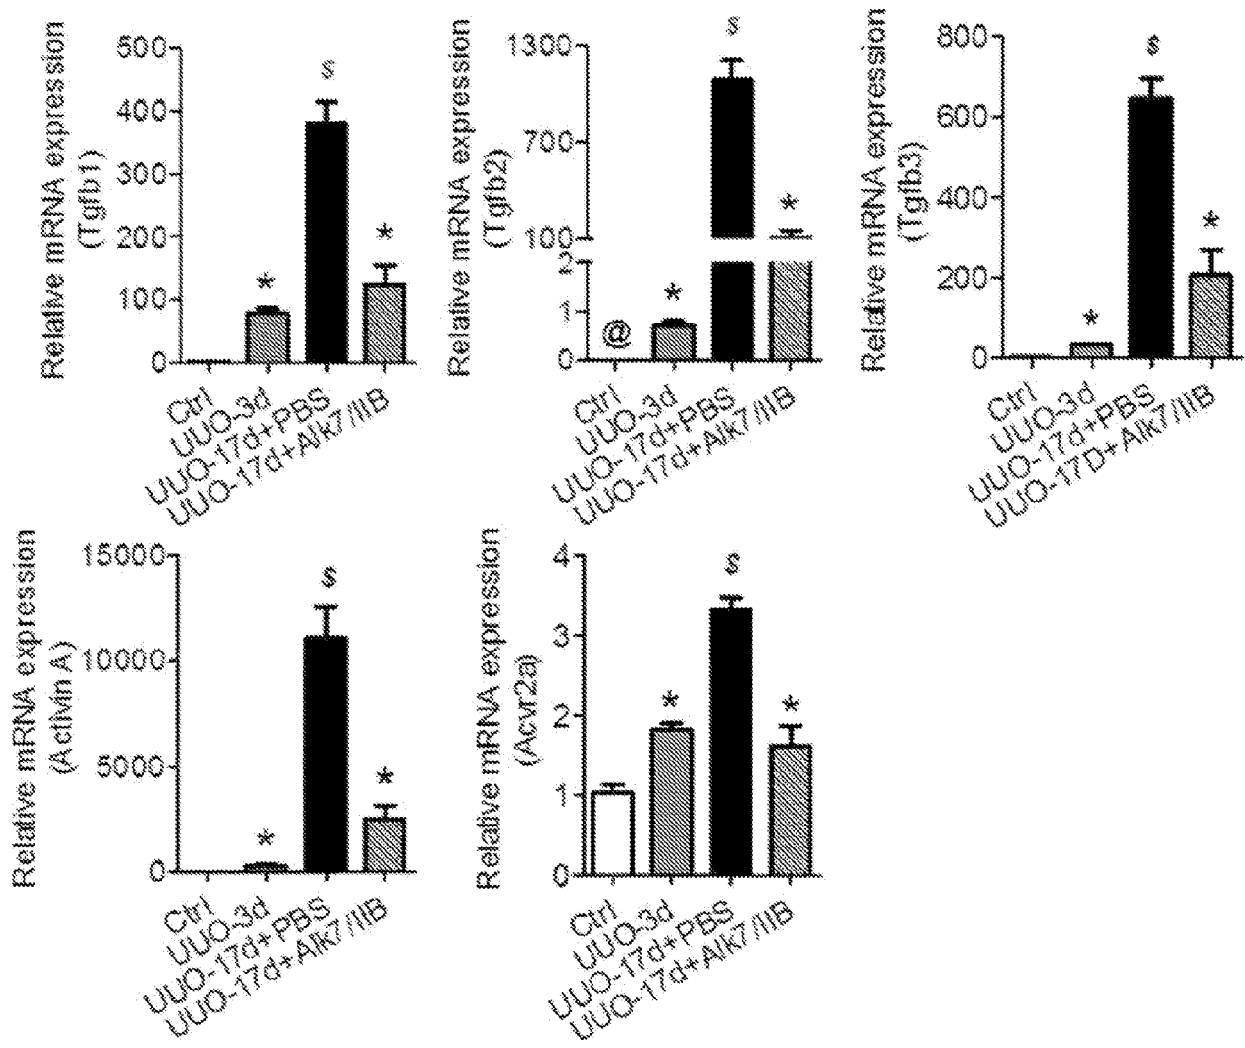 Relative mRNA expression
(Tgfb1)
500
400
300
200
100
0
$
*
*
Ctrl
UUO-3d
UUO-17d+PBS
UUO-17d+Alk7/IIB
Relative mRNA expression
(Tgfb2)
1300
700
100
2
1
0
@
*
$
*
Ctrl
UUO-3d
UUO-17d+PBS
UUO-17d+Alk7/IIB
Relative mRNA expression
(Tgfb3)
800
600
400
200
0
$
*
*
Ctrl
UUO-3d
UUO-17d+PBS
UUO-17D+Alk7/IIB
Relative mRNA expression
(Activin A)
15000
10000
5000
0
$
*
*
Ctrl
UUO-3d
UUO-17d+PBS
UUO-17d+Alk7/IIB
Relative mRNA expression
(Acvr2a)
4
3
2
1
0
$
*
*
Ctrl
UUO-3d
UUO-17d+PBS
UUO-17d+Alk7/IIB